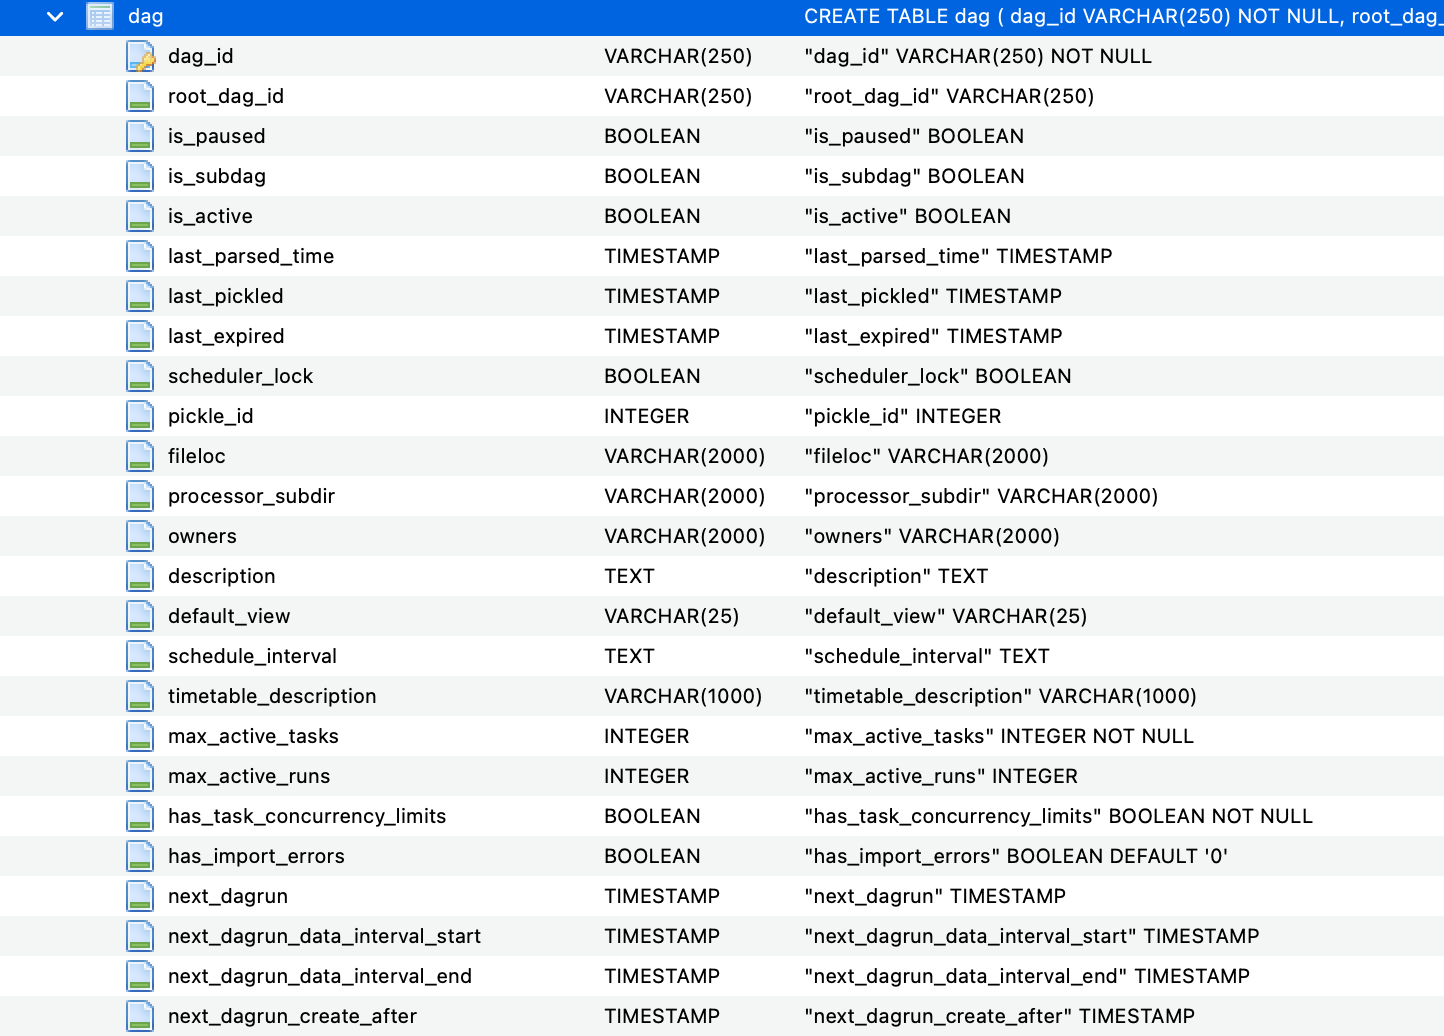 dag CREATE TABLE dag ( dag_id VARCHAR(250) NOT NULL, root_dag_
dag_id VARCHAR(250) "dag_id" VARCHAR(250) NOT NULL
root_dag_id VARCHAR(250) "root_dag_id" VARCHAR(250)
is_paused BOOLEAN "is_paused" BOOLEAN
is_subdag BOOLEAN "is_subdag" BOOLEAN
is_active BOOLEAN "is_active" BOOLEAN
last_parsed_time TIMESTAMP "last_parsed_time" TIMESTAMP
last_pickled TIMESTAMP "last_pickled" TIMESTAMP
last_expired TIMESTAMP "last_expired" TIMESTAMP
scheduler_lock BOOLEAN "scheduler_lock" BOOLEAN
pickle_id INTEGER "pickle_id" INTEGER
fileloc VARCHAR(2000) "fileloc" VARCHAR(2000)
processor_subdir VARCHAR(2000) "processor_subdir" VARCHAR(2000)
owners VARCHAR(2000) "owners" VARCHAR(2000)
description TEXT "description" TEXT
default_view VARCHAR(25) "default_view" VARCHAR(25)
schedule_interval TEXT "schedule_interval" TEXT
timetable_description VARCHAR(1000) "timetable_description" VARCHAR(1000)
max_active_tasks INTEGER "max_active_tasks" INTEGER NOT NULL
max_active_runs INTEGER "max_active_runs" INTEGER
has_task_concurrency_limits BOOLEAN "has_task_concurrency_limits" BOOLEAN NOT NULL
has_import_errors BOOLEAN "has_import_errors" BOOLEAN DEFAULT '0'
next_dagrun TIMESTAMP "next_dagrun" TIMESTAMP
next_dagrun_data_interval_start TIMESTAMP "next_dagrun_data_interval_start" TIMESTAMP
next_dagrun_data_interval_end TIMESTAMP "next_dagrun_data_interval_end" TIMESTAMP
next_dagrun_create_after TIMESTAMP "next_dagrun_create_after" TIMESTAMP